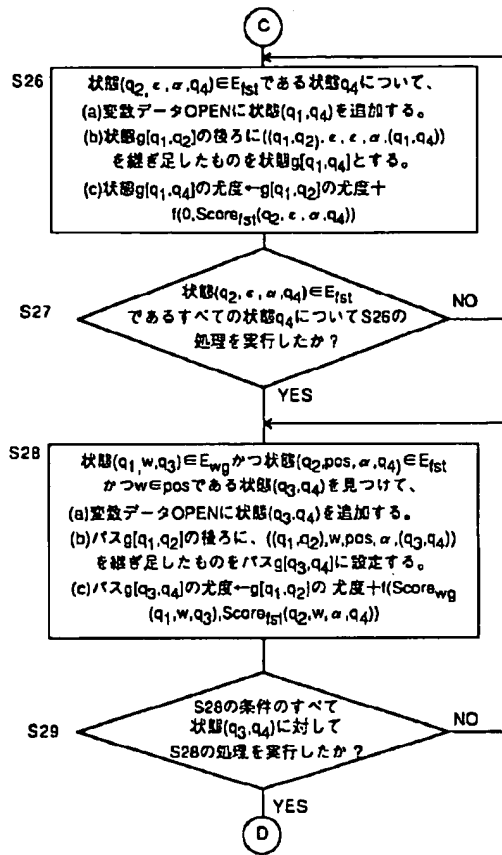 C
S26
状態(q₂, ε, α, q₄)∈E_fstである状態q₄について、
(a)変数データOPENに状態(q₁,q₄)を追加する。
(b)状態g[q₁,q₂]の後ろに((q₁,q₂), ε, ε, α, (q₁,q₄))
を継ぎ足したものを状態g[q₁,q₄]とする。
(c)状態g[q₁,q₄]の尤度←g[q₁,q₂]の尤度＋
f(0,Score_fst(q₂, ε, α, q₄))
S27
状態(q₂, ε, α, q₄)∈E_fst
であるすべての状態q₄についてS26の
処理を実行したか？
NO
YES
S28
状態(q₁,w,q₃)∈E_wgかつ状態(q₂,pos, α, q₄)∈E_fst
かつw∈posである状態(q₃,q₄)を見つけて、
(a)変数データOPENに状態(q₃,q₄)を追加する。
(b)パスg[q₁,q₂]の後ろに、((q₁,q₂),w,pos, α, (q₃,q₄))
を継ぎ足したものをパスg[q₃,q₄]に設定する。
(c)パスg[q₃,q₄]の尤度←g[q₁,q₂]の 尤度＋f(Score_wg
(q₁,w,q₃),Score_fst(q₂,w, α, q₄))
S29
S28の条件のすべて
状態(q₃,q₄)に対して
S28の処理を実行したか？
NO
YES
D